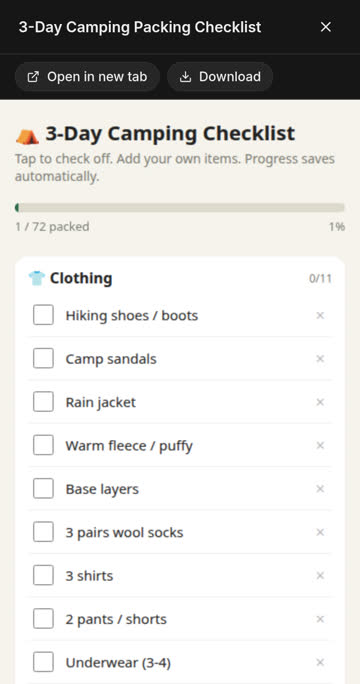 3-Day Camping Packing Checklist
Open in new tab
Download
3-Day Camping Checklist
Tap to check off. Add your own items. Progress saves
automatically.
1 / 72 packed 1%
Clothing 0/11
Hiking shoes / boots ×
Camp sandals ×
Rain jacket ×
Warm fleece / puffy ×
Base layers ×
3 pairs wool socks ×
3 shirts ×
2 pants / shorts ×
Underwear (3-4) ×